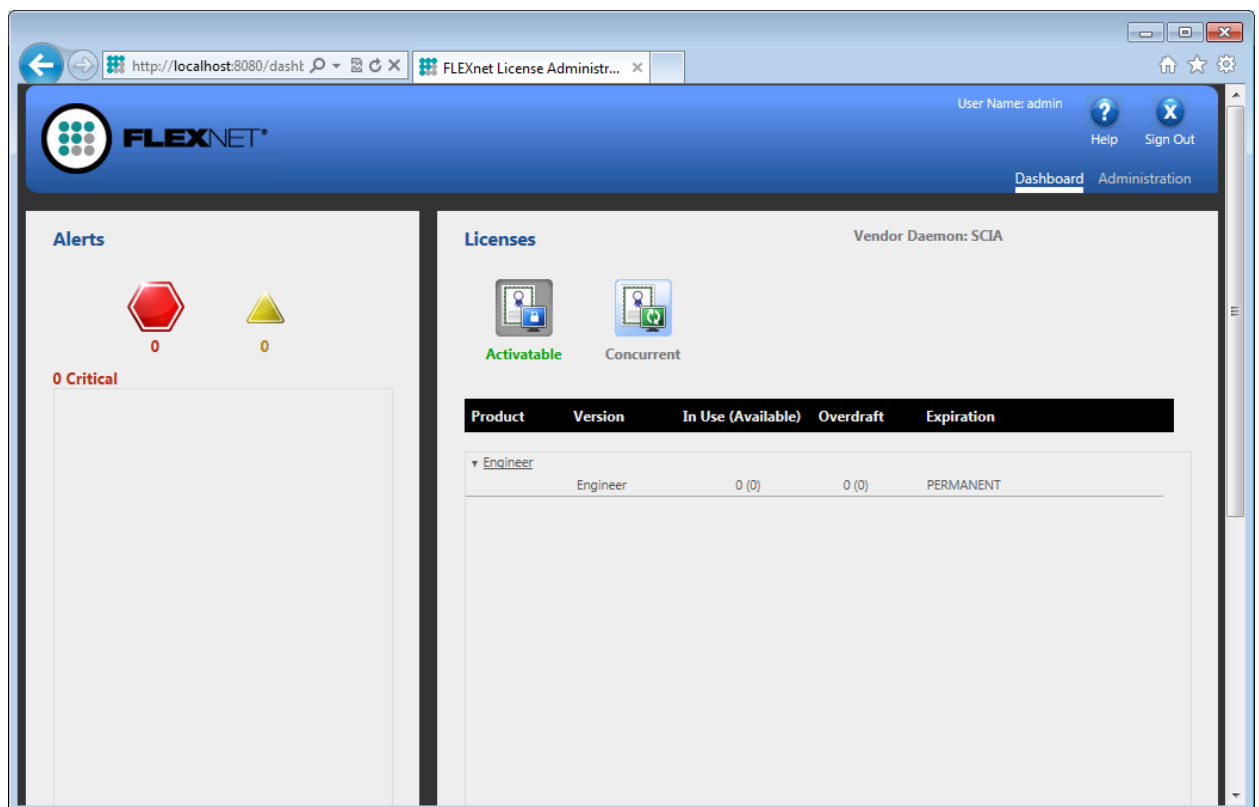 http://localhost:8080/dashb
FLEXnet License Administr...
FLEXNET
User Name: admin
?
X
Help
Sign Out
Dashboard
Administration
Alerts
0
0
0 Critical
Licenses
Vendor Daemon: SCIA
Activatable
Concurrent
Product Version In Use (Available) Overdraft Expiration
Engineer
Engineer 0 (0) 0 (0) PERMANENT